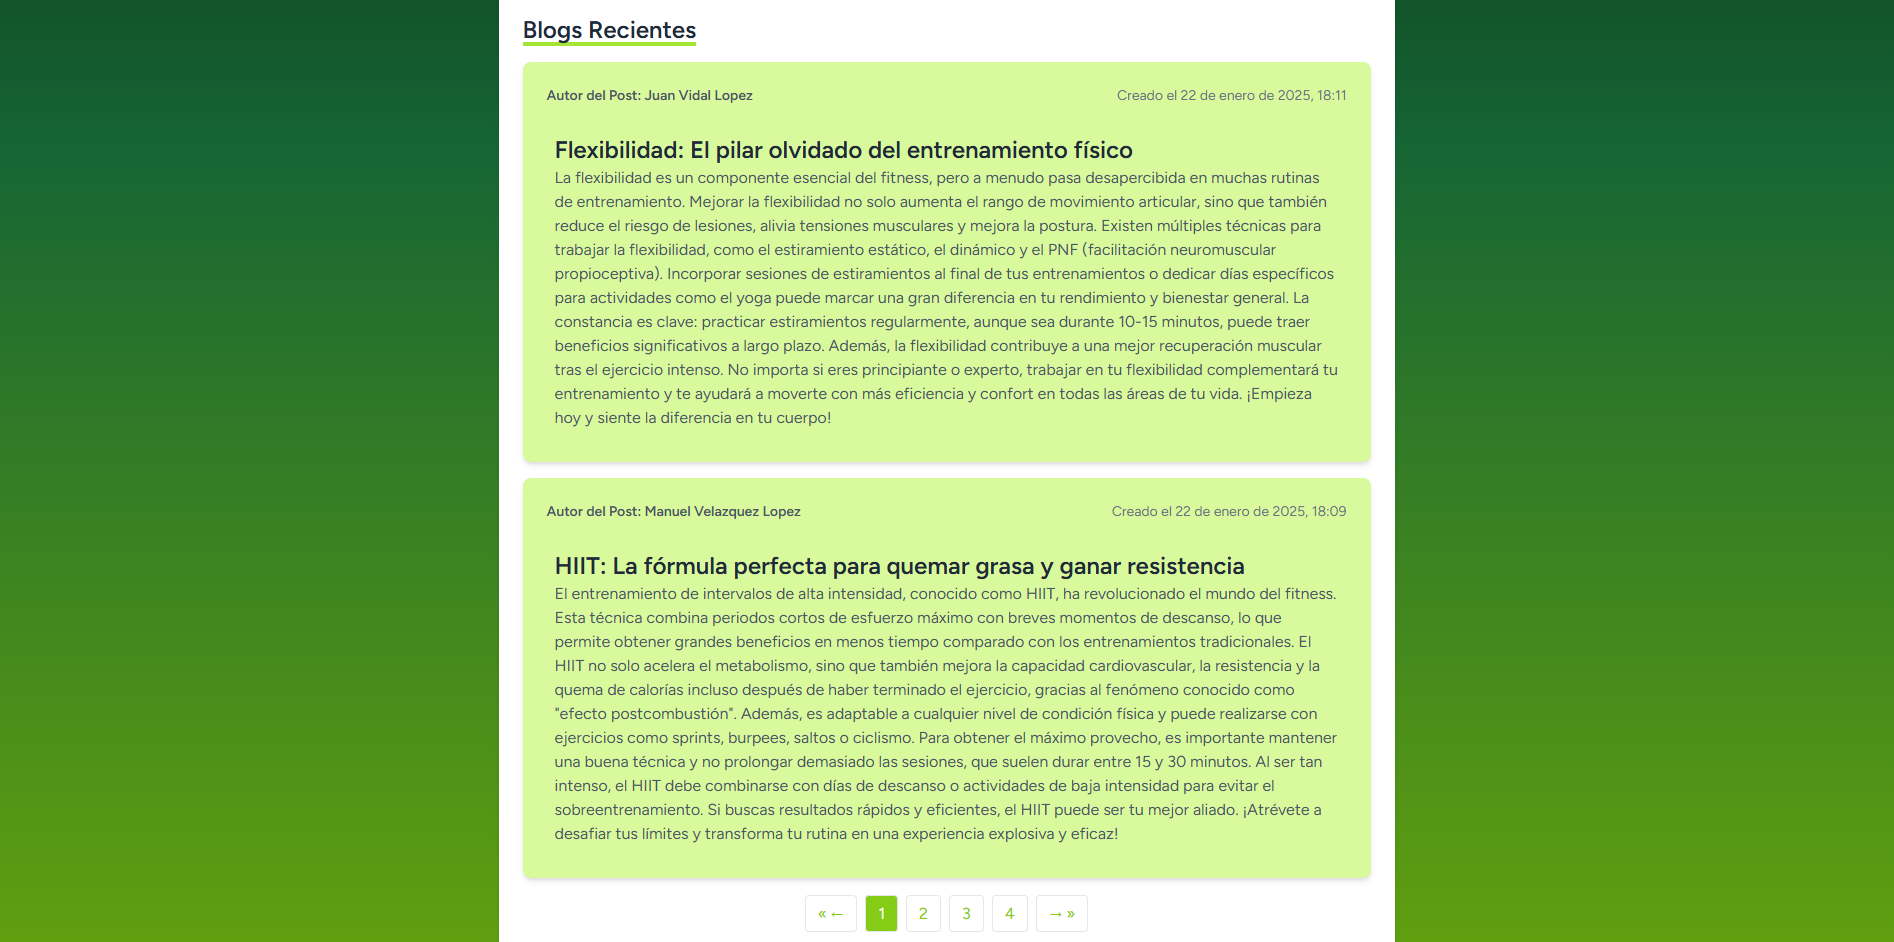 Blogs Recientes
Autor del Post: Juan Vidal Lopez
Creado el 22 de enero de 2025, 18:11
Flexibilidad: El pilar olvidado del entrenamiento físico
La flexibilidad es un componente esencial del fitness, pero a menudo pasa desapercibida en muchas rutinas
de entrenamiento. Mejorar la flexibilidad no solo aumenta el rango de movimiento articular, sino que también
reduce el riesgo de lesiones, alivia tensiones musculares y mejora la postura. Existen múltiples técnicas para
trabajar la flexibilidad, como el estiramiento estático, el dinámico y el PNF (facilitación neuromuscular
propioceptiva). Incorporar sesiones de estiramientos al final de tus entrenamientos o dedicar días específicos
para actividades como el yoga puede marcar una gran diferencia en tu rendimiento y bienestar general. La
constancia es clave: practicar estiramientos regularmente, aunque sea durante 10-15 minutos, puede traer
beneficios significativos a largo plazo. Además, la flexibilidad contribuye a una mejor recuperación muscular
tras el ejercicio intenso. No importa si eres principiante o experto, trabajar en tu flexibilidad complementará tu
entrenamiento y te ayudará a moverte con más eficiencia y confort en todas las áreas de tu vida. ¡Empieza
hoy y siente la diferencia en tu cuerpo!
Autor del Post: Manuel Velazquez Lopez
Creado el 22 de enero de 2025, 18:09
HIIT: La fórmula perfecta para quemar grasa y ganar resistencia
El entrenamiento de intervalos de alta intensidad, conocido como HIIT, ha revolucionado el mundo del fitness.
Esta técnica combina periodos cortos de esfuerzo máximo con breves momentos de descanso, lo que
permite obtener grandes beneficios en menos tiempo comparado con los entrenamientos tradicionales. El
HIIT no solo acelera el metabolismo, sino que también mejora la capacidad cardiovascular, la resistencia y la
quema de calorías incluso después de haber terminado el ejercicio, gracias al fenómeno conocido como
"efecto postcombustión". Además, es adaptable a cualquier nivel de condición física y puede realizarse con
ejercicios como sprints, burpees, saltos o ciclismo. Para obtener el máximo provecho, es importante mantener
una buena técnica y no prolongar demasiado las sesiones, que suelen durar entre 15 y 30 minutos. Al ser tan
intenso, el HIIT debe combinarse con días de descanso o actividades de baja intensidad para evitar el
sobreentrenamiento. Si buscas resultados rápidos y eficientes, el HIIT puede ser tu mejor aliado. ¡Atrévete a
desafiar tus límites y transforma tu rutina en una experiencia explosiva y eficaz!
« ← 1 2 3 4 → »